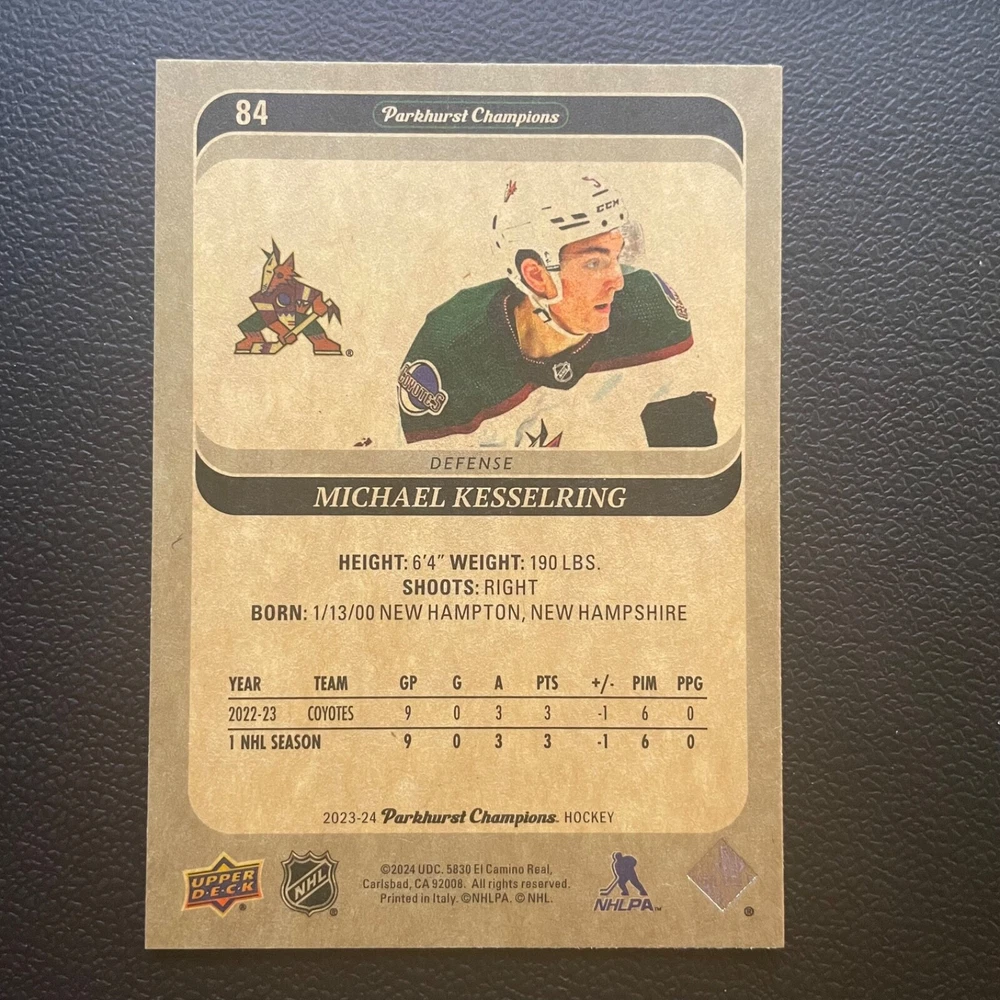 84
Parkhurst Champions
CCM
COYOTES
®
DEFENSE
MICHAEL KESSELRING
HEIGHT: 6'4" WEIGHT: 190 LBS.
SHOOTS: RIGHT
BORN: 1/13/00 NEW HAMPTON, NEW HAMPSHIRE
YEAR TEAM GP G A PTS +/- PIM PPG
2022-23 COYOTES 9 0 3 3 -1 6 0
1 NHL SEASON 9 0 3 3 -1 6 0
2023-24 Parkhurst Champions. HOCKEY
UPPER
D·E·C·K
®
NHL
®
©2024 UDC. 5830 El Camino Real,
Carlsbad, CA 92008. All rights reserved.
Printed in Italy. ©NHLPA. © NHL.
NHLPA™
®